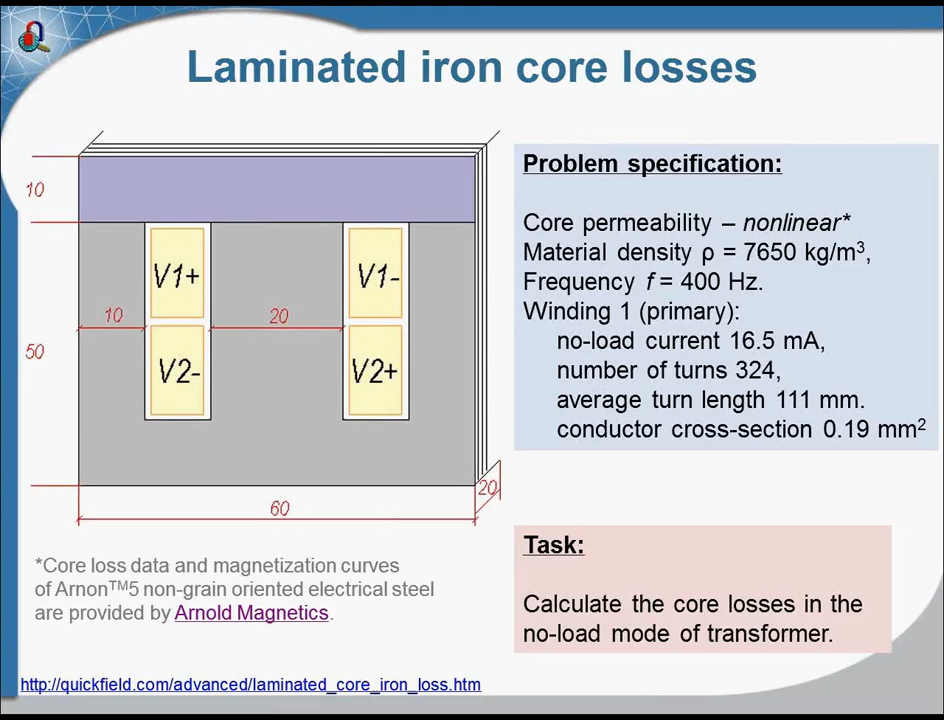 Laminated iron core losses
10
V1+
V1-
10
20
50
V2-
V2+
20
60
Problem specification:
Core permeability – nonlinear*
Material density ρ = 7650 kg/m³,
Frequency f = 400 Hz.
Winding 1 (primary):
no-load current 16.5 mA,
number of turns 324,
average turn length 111 mm.
conductor cross-section 0.19 mm²
*Core loss data and magnetization curves
of Arnon™5 non-grain oriented electrical steel
are provided by Arnold Magnetics.
Task:
Calculate the core losses in the
no-load mode of transformer.
http://quickfield.com/advanced/laminated_core_iron_loss.htm